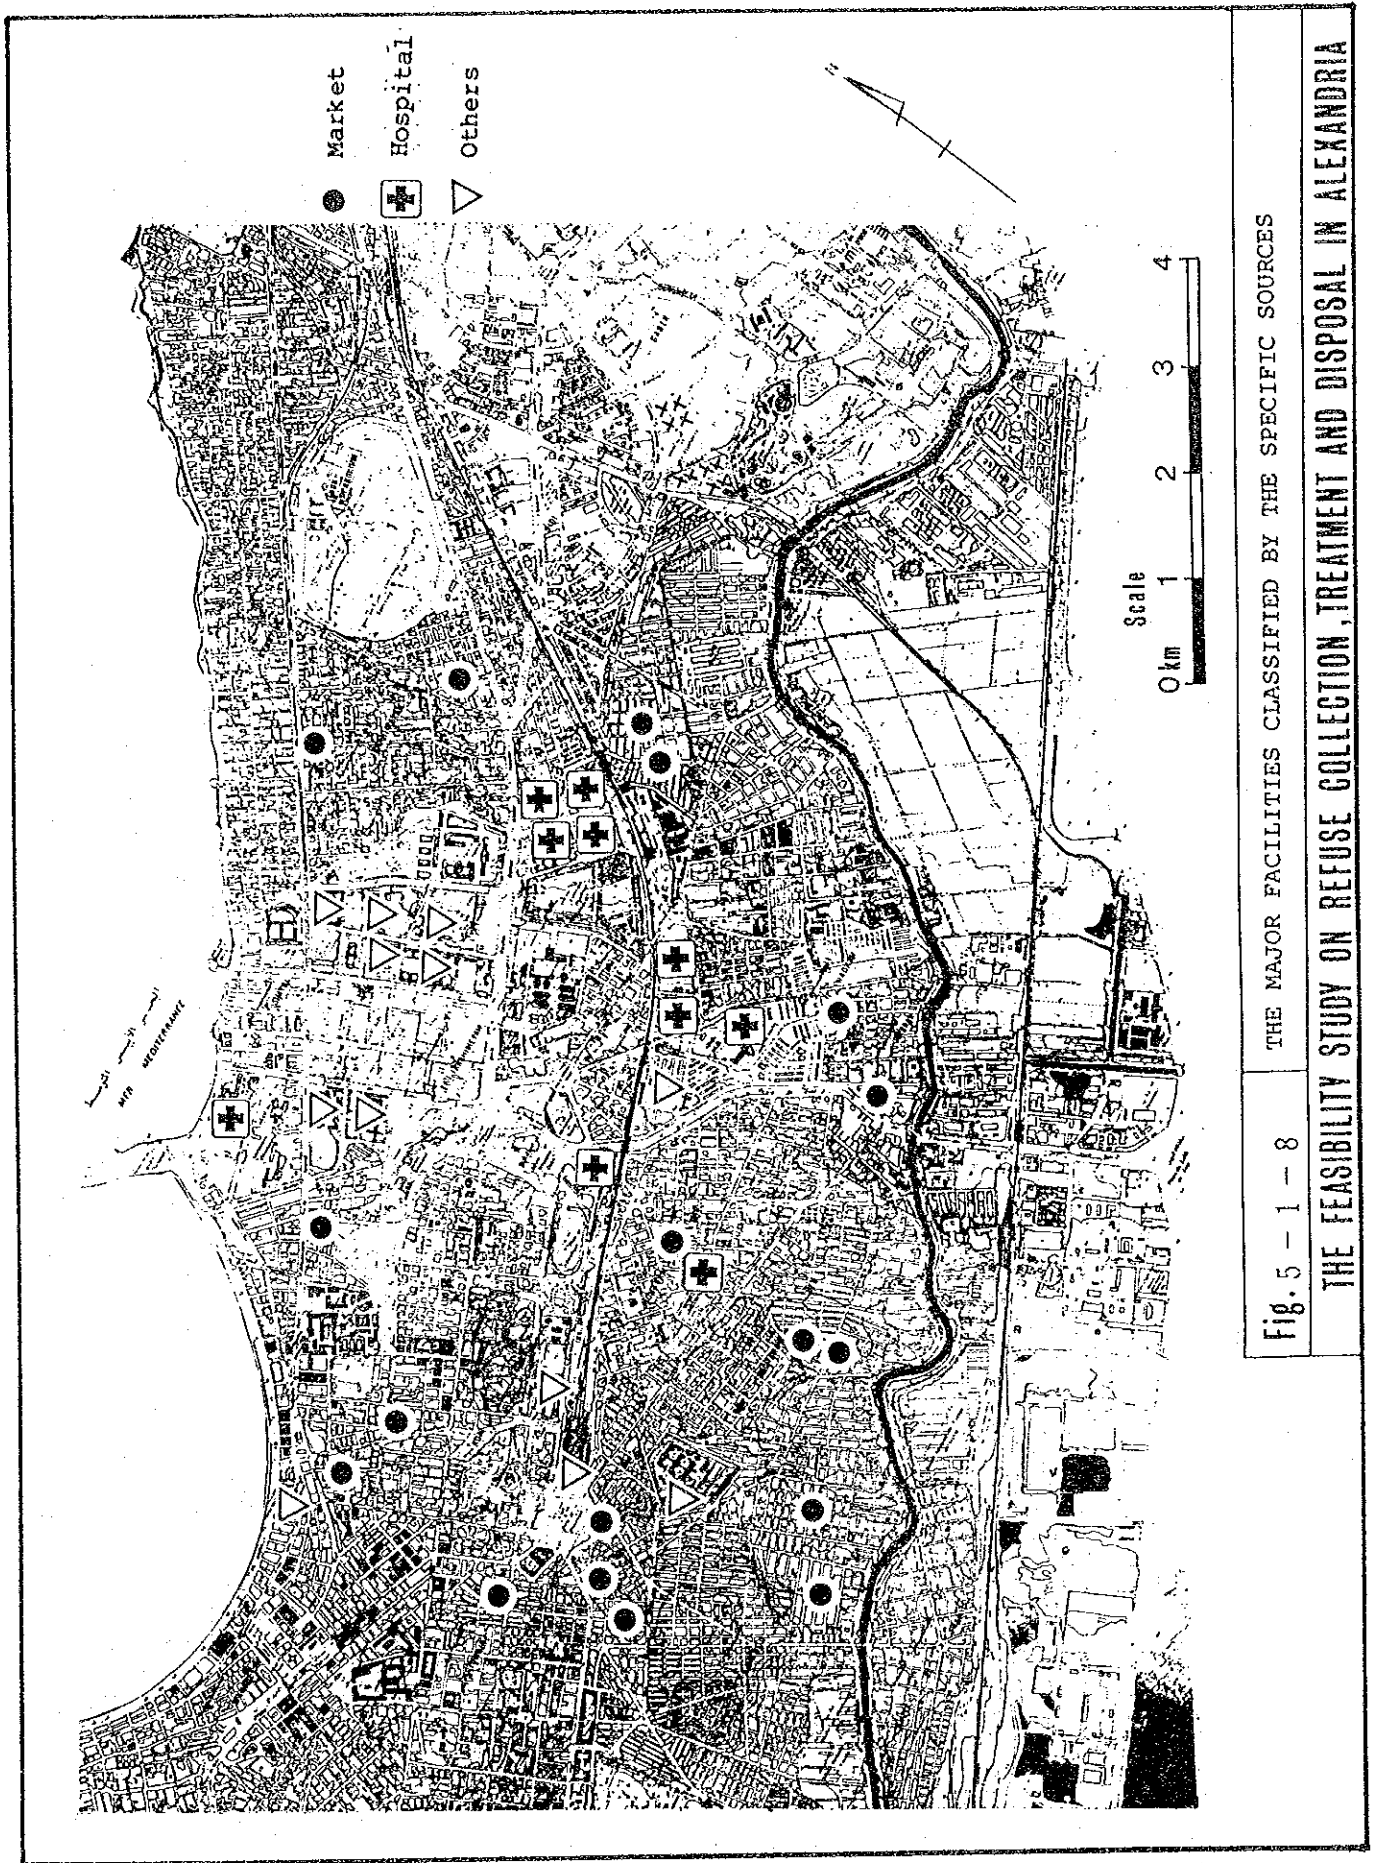 Market
Hospital
Others
N
MER MEDITERRANEE
Scale
0 km 1 2 3 4
Fig. 5 - 1 - 8
THE MAJOR FACILITIES CLASSIFIED BY THE SPECIFIC SOURCES
THE FEASIBILITY STUDY ON REFUSE COLLECTION, TREATMENT AND DISPOSAL IN ALEXANDRIA